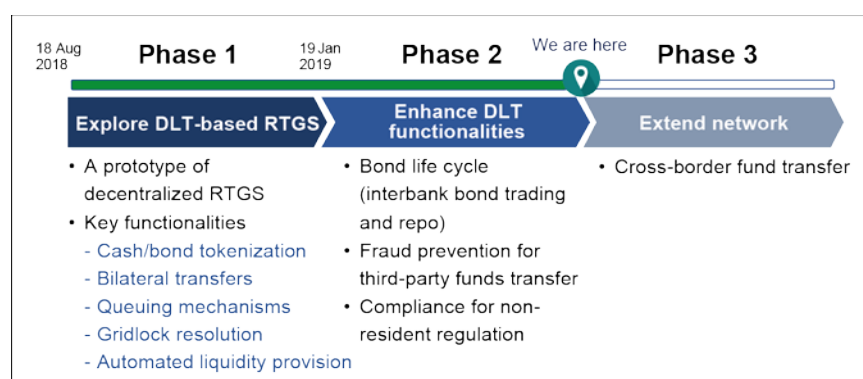 18 Aug
2018
Phase 1
19 Jan
2019
Phase 2
We are here
Phase 3
Explore DLT-based RTGS
Enhance DLT
functionalities
Extend network
• A prototype of
decentralized RTGS
• Key functionalities
- Cash/bond tokenization
- Bilateral transfers
- Queuing mechanisms
- Gridlock resolution
- Automated liquidity provision
• Bond life cycle
(interbank bond trading
and repo)
• Fraud prevention for
third-party funds transfer
• Compliance for non-
resident regulation
• Cross-border fund transfer